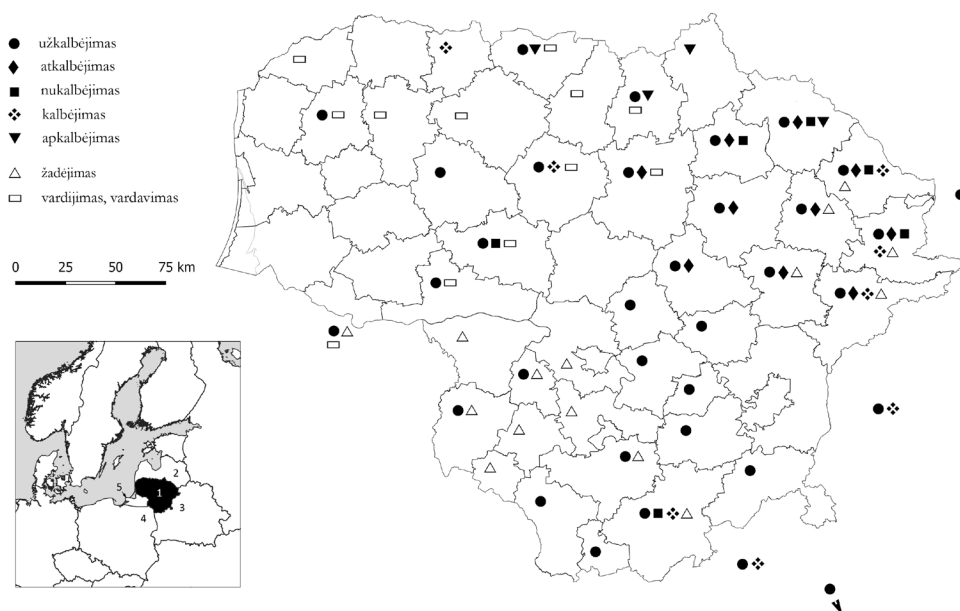 užkalbėjimas
atkalbėjimas
nukalbėjimas
kalbėjimas
apkalbėjimas
žadėjimas
vardijimas, vardavimas
0 25 50 75 km
2
5 1
3
4